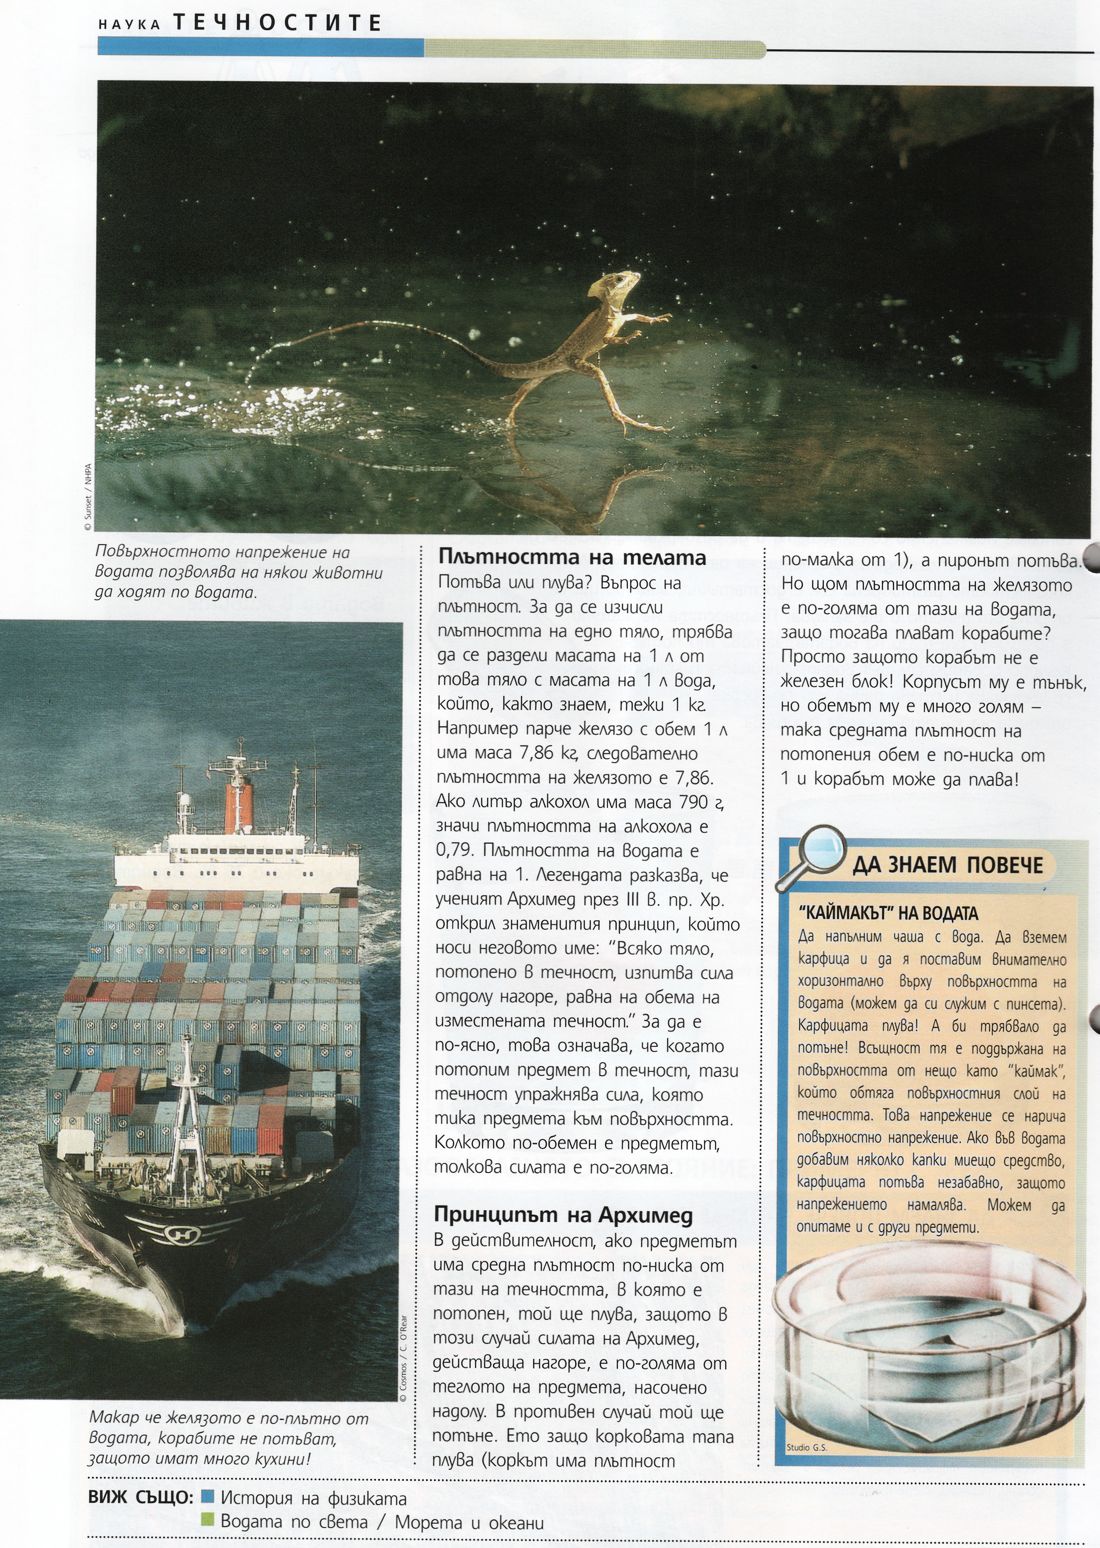 НАУКА ТЕЧНОСТИТЕ
© Sunset / NHPA
Повърхностното напрежение на
водата позволява на някои животни
да ходят по водата.
© Cosmos / C. O'Rear
Макар че желязото е по-плътно от
водата, корабите не потъват,
защото имат много кухини!
Плътността на телата
Потъва или плува? Въпрос на
плътност. За да се изчисли
плътността на едно тяло, трябва
да се раздели масата на 1 л от
това тяло с масата на 1 л вода,
който, както знаем, тежи 1 кг.
Например парче желязо с обем 1 л
има маса 7,86 кг, следователно
плътността на желязото е 7,86.
Ако литър алкохол има маса 790 г,
значи плътността на алкохола е
0,79. Плътността на водата е
равна на 1. Легендата разказва, че
ученият Архимед през III в. пр. Хр.
открил знаменития принцип, който
носи неговото име: "Всяко тяло,
потопено в течност, изпитва сила
отдолу нагоре, равна на обема на
изместената течност." За да е
по-ясно, това означава, че когато
потопим предмет в течност, тази
течност упражнява сила, която
тика предмета към повърхността.
Колкото по-обемен е предметът,
толкова силата е по-голяма.
Принципът на Архимед
В действителност, ако предметът
има средна плътност по-ниска от
тази на течността, в която е
потопен, той ще плува, защото в
този случай силата на Архимед,
действаща нагоре, е по-голяма от
теглото на предмета, насочено
надолу. В противен случай той ще
потъне. Ето защо корковата тапа
плува (коркът има плътност
по-малка от 1), а пиронът потъва.
Но щом плътността на желязото
е по-голяма от тази на водата,
защо тогава плават корабите?
Просто защото корабът не е
железен блок! Корпусът му е тънък,
но обемът му е много голям –
така средната плътност на
потопения обем е по-ниска от
1 и корабът може да плава!
ДА ЗНАЕМ ПОВЕЧЕ
"КАЙМАКЪТ" НА ВОДАТА
Да напълним чаша с вода. Да вземем
карфица и да я поставим внимателно
хоризонтално върху повърхността на
водата (можем да си служим с пинсета).
Карфицата плува! А би трябвало да
потъне! Всъщност тя е поддържана на
повърхността от нещо като "каймак",
който обтяга повърхностния слой на
течността. Това напрежение се нарича
повърхностно напрежение. Ако във водата
добавим няколко капки миещо средство,
карфицата потъва незабавно, защото
напрежението намалява. Можем да
опитаме и с други предмети.
Studio G.S.
ВИЖ СЪЩО: История на физиката
Водата по света / Морета и океани